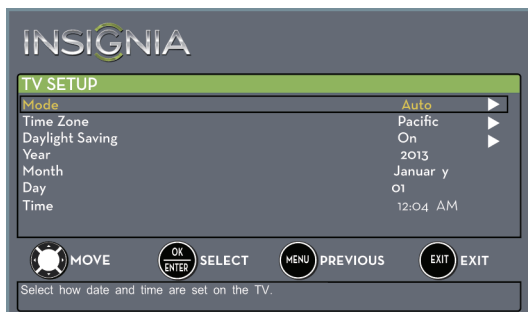 INSIGNIA
TV SETUP
Mode Auto
Time Zone Pacific
Daylight Saving On
Year 2013
Month Januar y
Day 01
Time 12:04 AM
MOVE OK ENTER SELECT MENU PREVIOUS EXIT EXIT
Select how date and time are set on the TV.